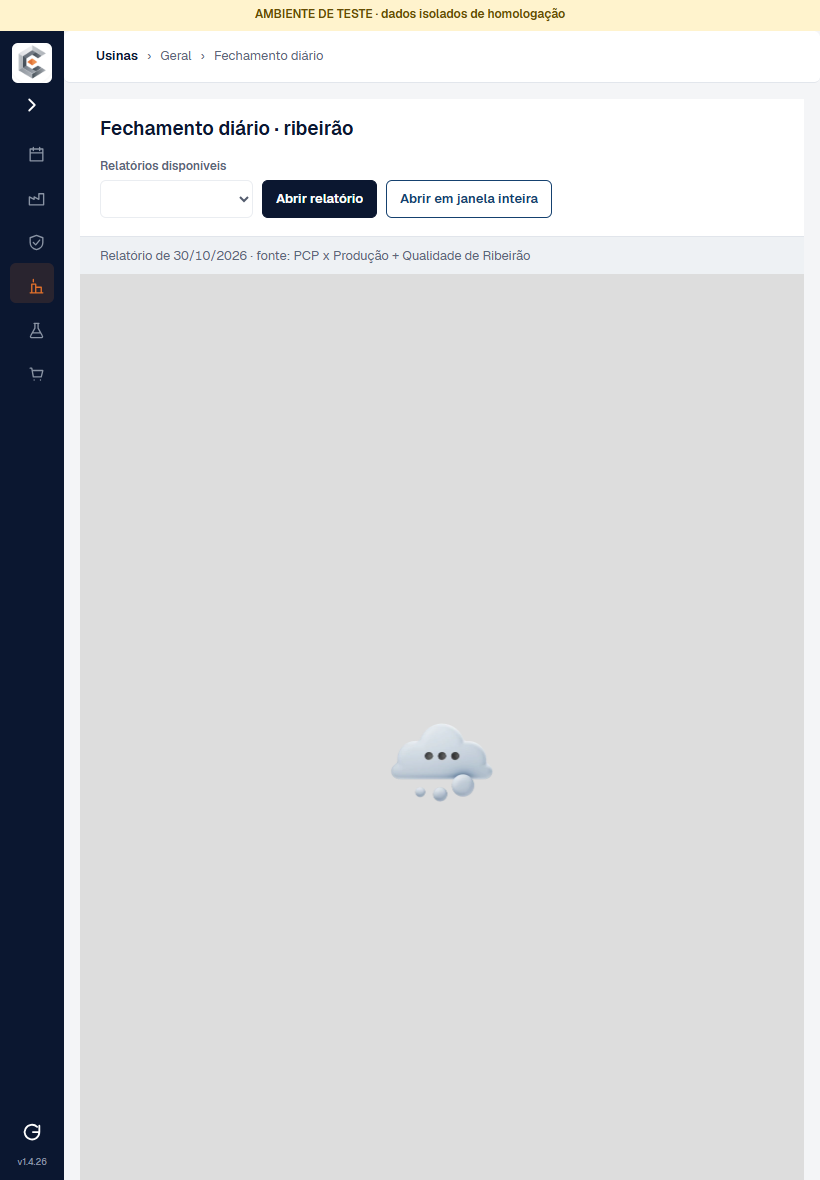 AMBIENTE DE TESTE · dados isolados de homologação
Usinas › Geral › Fechamento diário
Fechamento diário · ribeirão
Relatórios disponíveis
Abrir relatório
Abrir em janela inteira
Relatório de 30/10/2026 · fonte: PCP x Produção + Qualidade de Ribeirão
v1.4.26